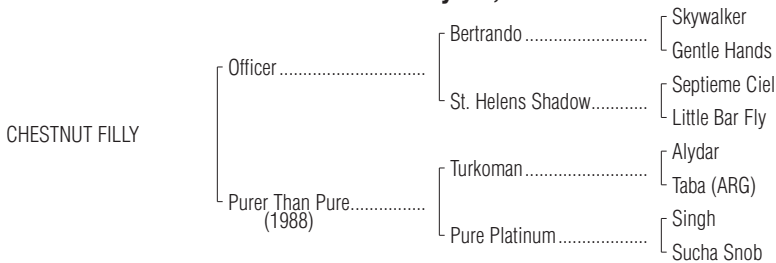 Skywalker
Bertrando
Gentle Hands
Officer
Septieme Ciel
St. Helens Shadow
Little Bar Fly
CHESTNUT FILLY
Alydar
Turkoman
Taba (ARG)
Purer Than Pure
(1988)
Singh
Pure Platinum
Sucha Snob